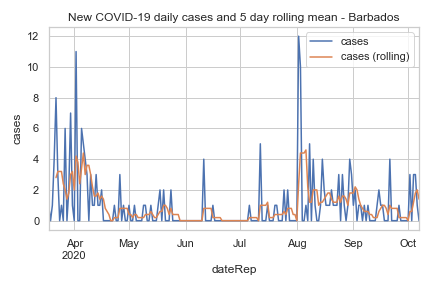 New COVID-19 daily cases and 5 day rolling mean - Barbados
cases
cases (rolling)
12
10
8
6
4
2
0
cases
Apr May Jun Jul Aug Sep Oct
2020
dateRep